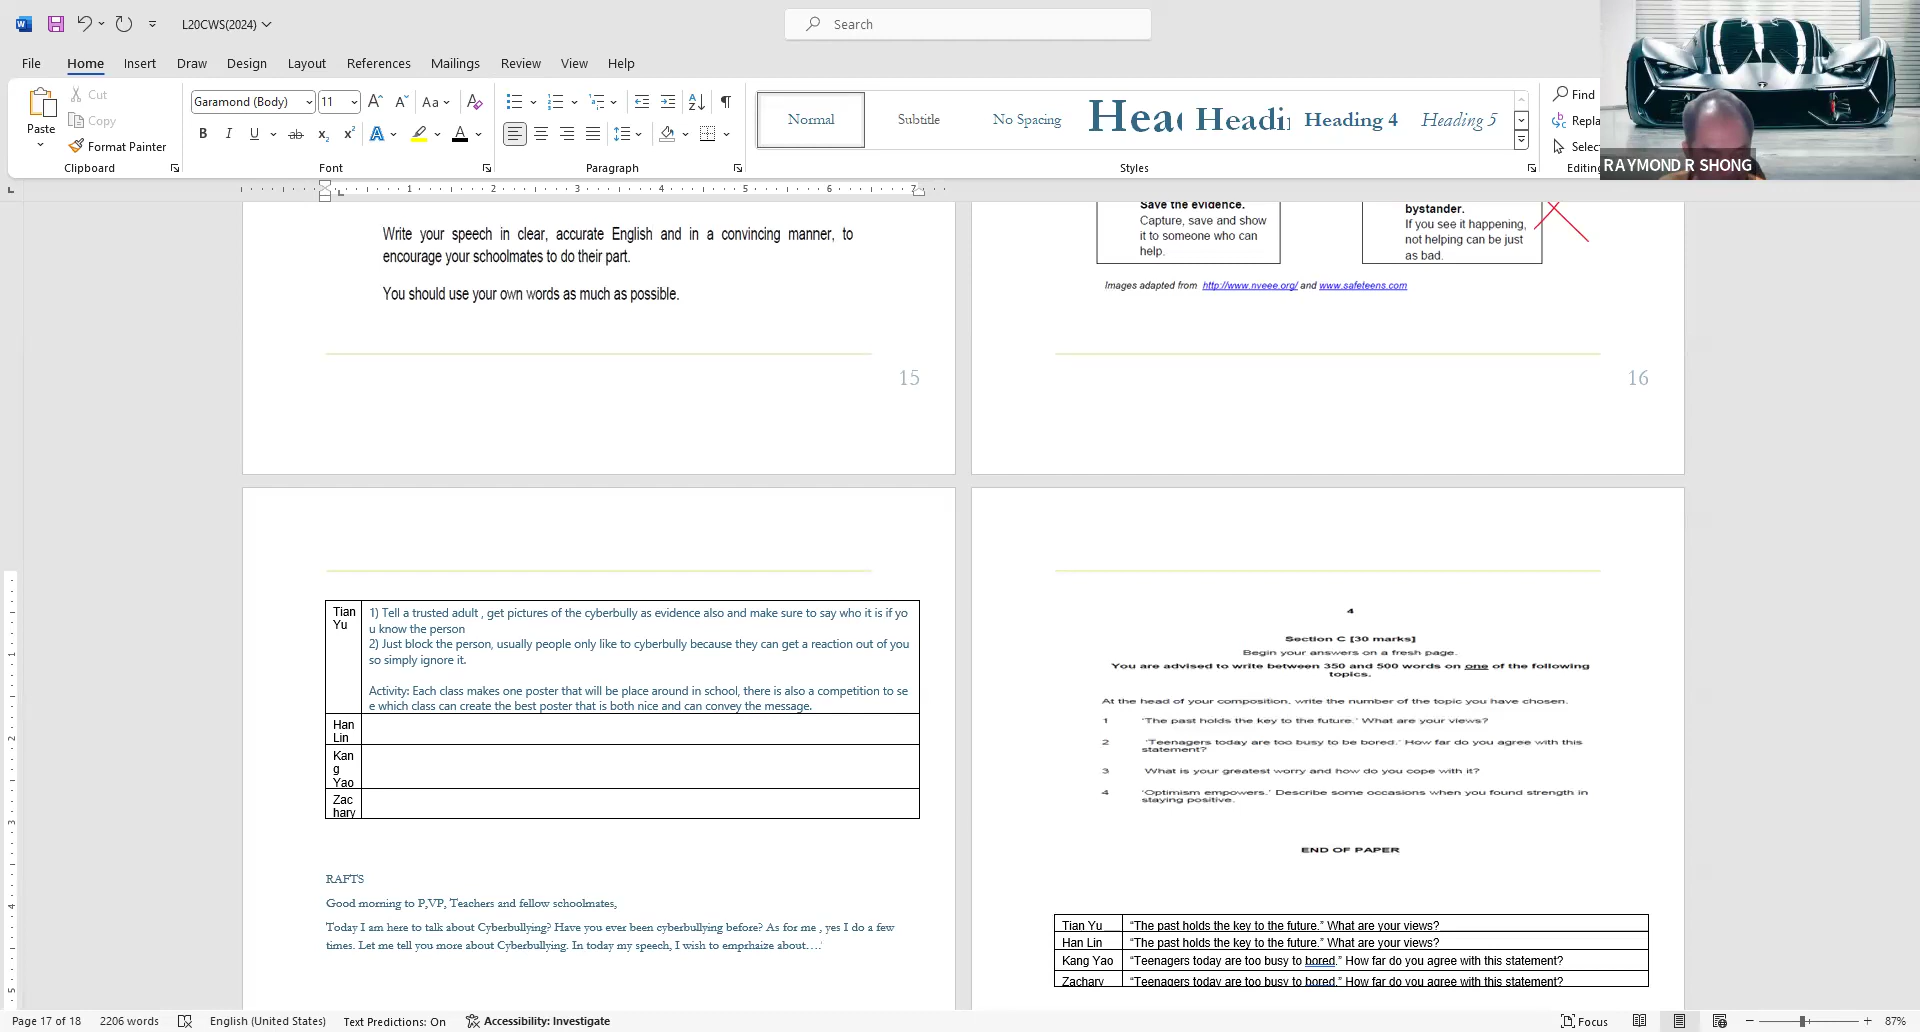 L20CWS(2024)
Search
File Home Insert Draw Design Layout References Mailings Review View Help
Paste
Cut
Copy
Format Painter
Clipboard
Garamond (Body) 11
Aa
B I U ab x₂ x² A A
Font
Paragraph
Normal Subtitle No Spacing Head Headi Heading 4 Heading 5
Styles
Find
Repla
Selec
Editing
RAYMOND R SHONG
1 2 3 4 5 6 7
Write your speech in clear, accurate English and in a convincing manner, to
encourage your schoolmates to do their part.
You should use your own words as much as possible.
15
Save the evidence.
Capture, save and show
it to someone who can
help.
bystander.
If you see it happening,
not helping can be just
as bad.
Images adapted from http://www.nveee.org/ and www.safeteens.com
16
Tian
Yu
1) Tell a trusted adult , get pictures of the cyberbully as evidence also and make sure to say who it is if yo
u know the person
2) Just block the person, usually people only like to cyberbully because they can get a reaction out of you
so simply ignore it.
Activity: Each class makes one poster that will be place around in school, there is also a competition to se
e which class can create the best poster that is both nice and can convey the message.
Han
Lin
Kan
g
Yao
Zac
hary
RAFTS
Good morning to P,VP, Teachers and fellow schoolmates,
Today I am here to talk about Cyberbullying? Have you ever been cyberbullying before? As for me , yes I do a few
times. Let me tell you more about Cyberbullying. In today my speech, I wish to emprhaize about….'
4
Section C [30 marks]
Begin your answers on a fresh page.
You are advised to write between 350 and 500 words on one of the following
topics.
At the head of your composition, write the number of the topic you have chosen.
1 'The past holds the key to the future.' What are your views?
2 'Teenagers today are too busy to be bored.' How far do you agree with this
statement?
3 What is your greatest worry and how do you cope with it?
4 'Optimism empowers.' Describe some occasions when you found strength in
staying positive.
END OF PAPER
Tian Yu "The past holds the key to the future." What are your views?
Han Lin "The past holds the key to the future." What are your views?
Kang Yao "Teenagers today are too busy to bored." How far do you agree with this statement?
Zachary "Teenagers today are too busy to bored." How far do you agree with this statement?
Page 17 of 18 2206 words English (United States) Text Predictions: On Accessibility: Investigate Focus 87%